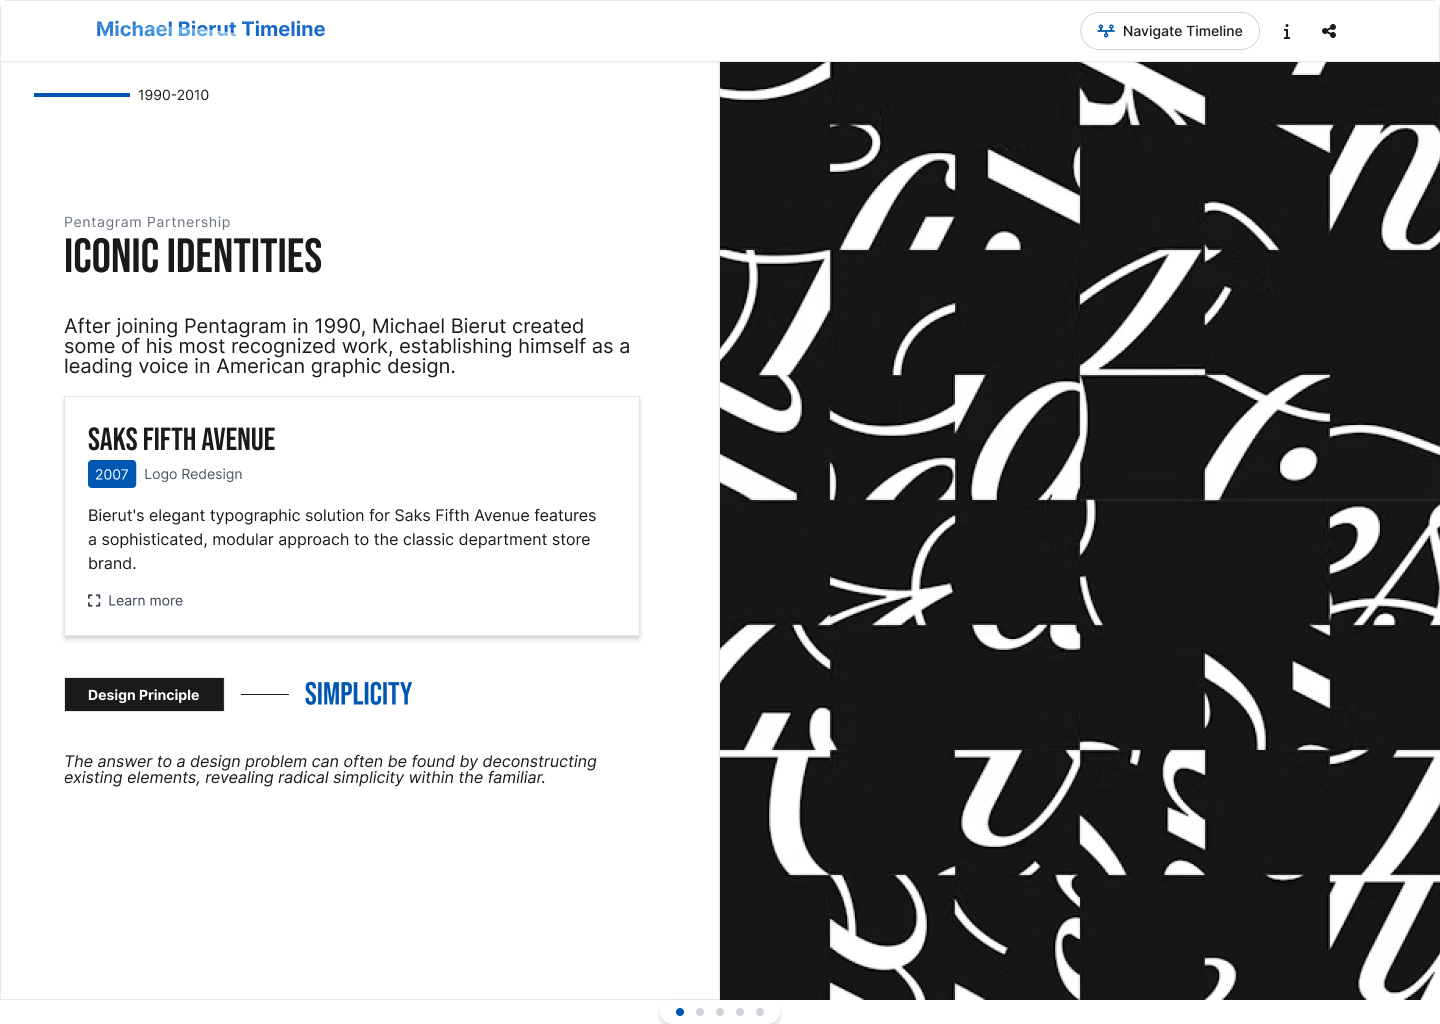 Michael Bierut Timeline
Navigate Timeline
1990-2010
Pentagram Partnership
ICONIC IDENTITIES
After joining Pentagram in 1990, Michael Bierut created
some of his most recognized work, establishing himself as a
leading voice in American graphic design.
SAKS FIFTH AVENUE
2007 Logo Redesign
Bierut's elegant typographic solution for Saks Fifth Avenue features
a sophisticated, modular approach to the classic department store
brand.
Learn more
Design Principle
SIMPLICITY
The answer to a design problem can often be found by deconstructing
existing elements, revealing radical simplicity within the familiar.